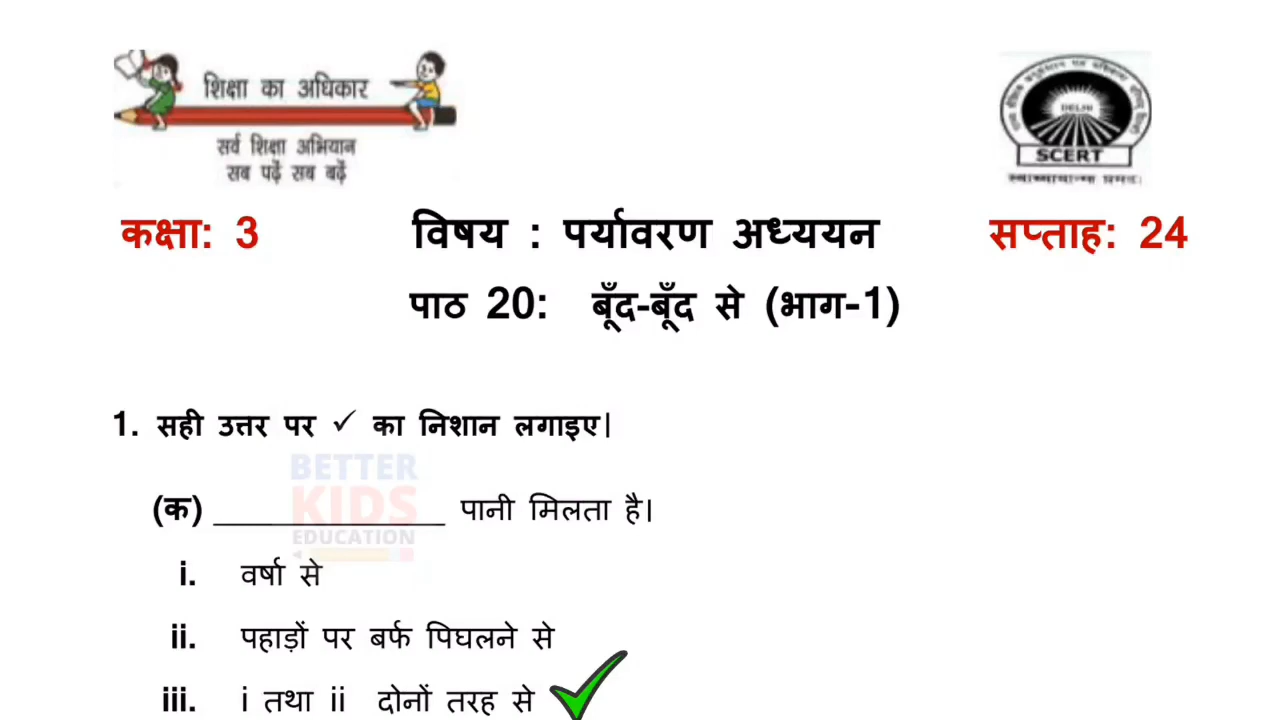 शिक्षा का अधिकार
सर्व शिक्षा अभियान
सब पढ़ें सब बढ़ें
DELHI
SCERT
कक्षा: 3 विषय : पर्यावरण अध्ययन सप्ताह: 24
पाठ 20: बूँद-बूँद से (भाग-1)
1. सही उत्तर पर ✓ का निशान लगाइए।
BETTER
KIDS
EDUCATION
(क) ______________ पानी मिलता है।
i. वर्षा से
ii. पहाड़ों पर बर्फ पिघलने से
iii. i तथा ii दोनों तरह से